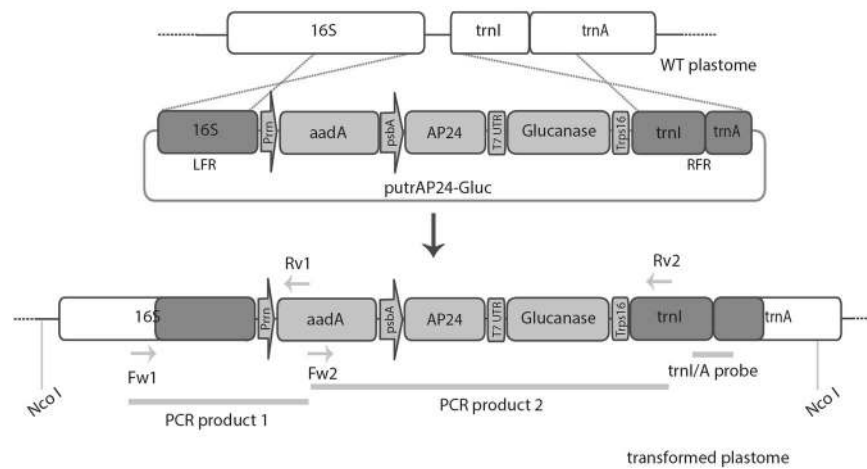 16S trnI trnA
WT plastome
16S Prrn aadA psbA AP24 T7 UTR Glucanase Trps16 trnI trnA
LFR RFR
putrAP24-Gluc
Rv1 Rv2
16S Prrn aadA psbA AP24 T7 UTR Glucanase Trps16 trnI trnA
Fw1 Fw2 trnI/A probe
Nco I PCR product 1 PCR product 2 Nco I
transformed plastome